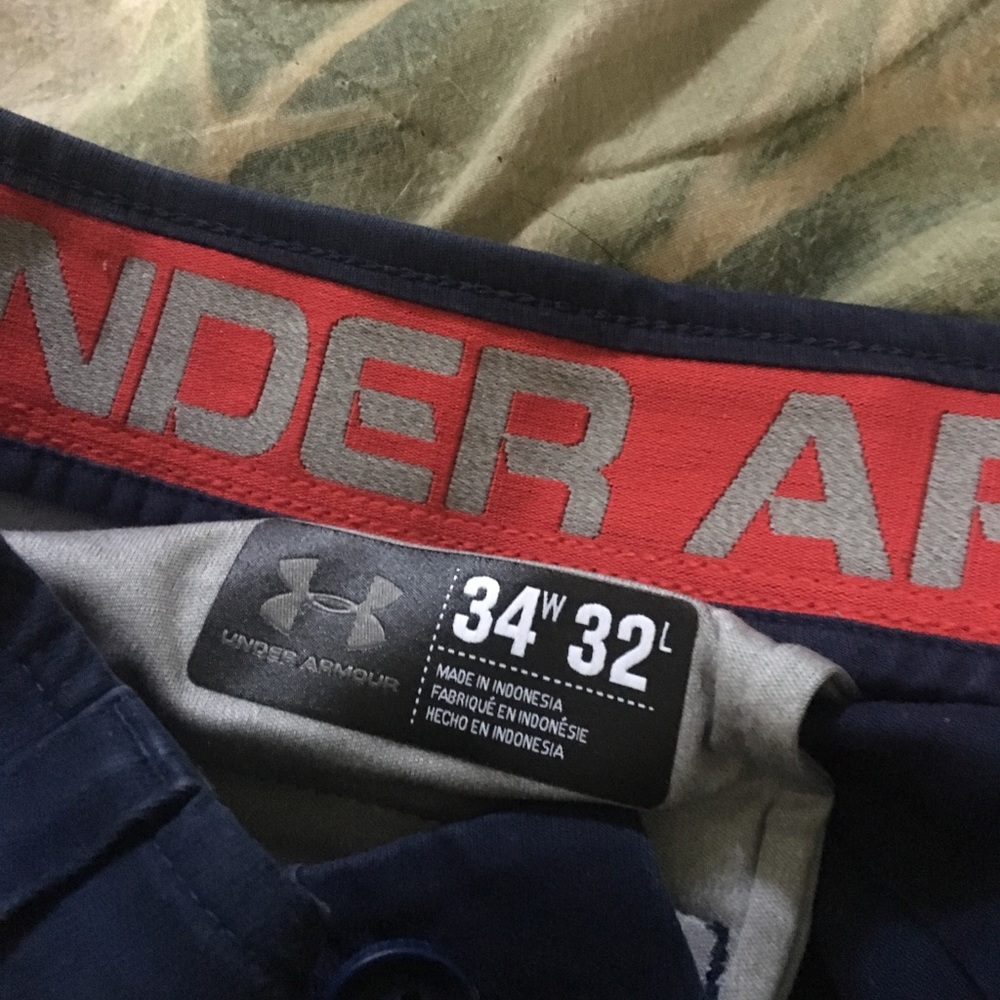 NDER AR
UNDER ARMOUR
34W 32L
MADE IN INDONESIA
FABRIQUÉ EN INDONÉSIE
HECHO EN INDONESIA